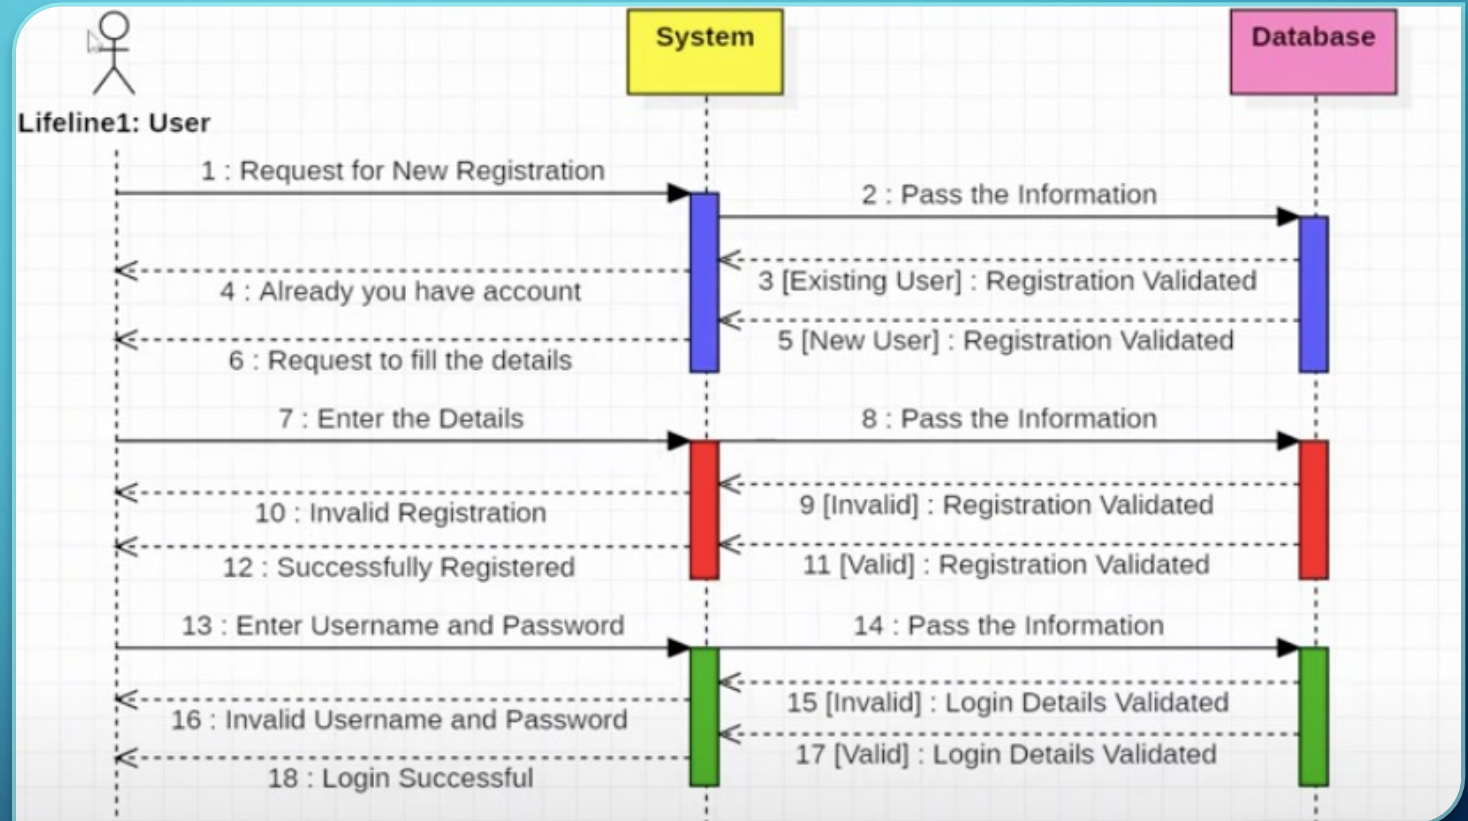 System
Database
Lifeline1: User
1 : Request for New Registration
2 : Pass the Information
3 [Existing User] : Registration Validated
4 : Already you have account
5 [New User] : Registration Validated
6 : Request to fill the details
7 : Enter the Details
8 : Pass the Information
9 [Invalid] : Registration Validated
10 : Invalid Registration
11 [Valid] : Registration Validated
12 : Successfully Registered
13 : Enter Username and Password
14 : Pass the Information
15 [Invalid] : Login Details Validated
16 : Invalid Username and Password
17 [Valid] : Login Details Validated
18 : Login Successful